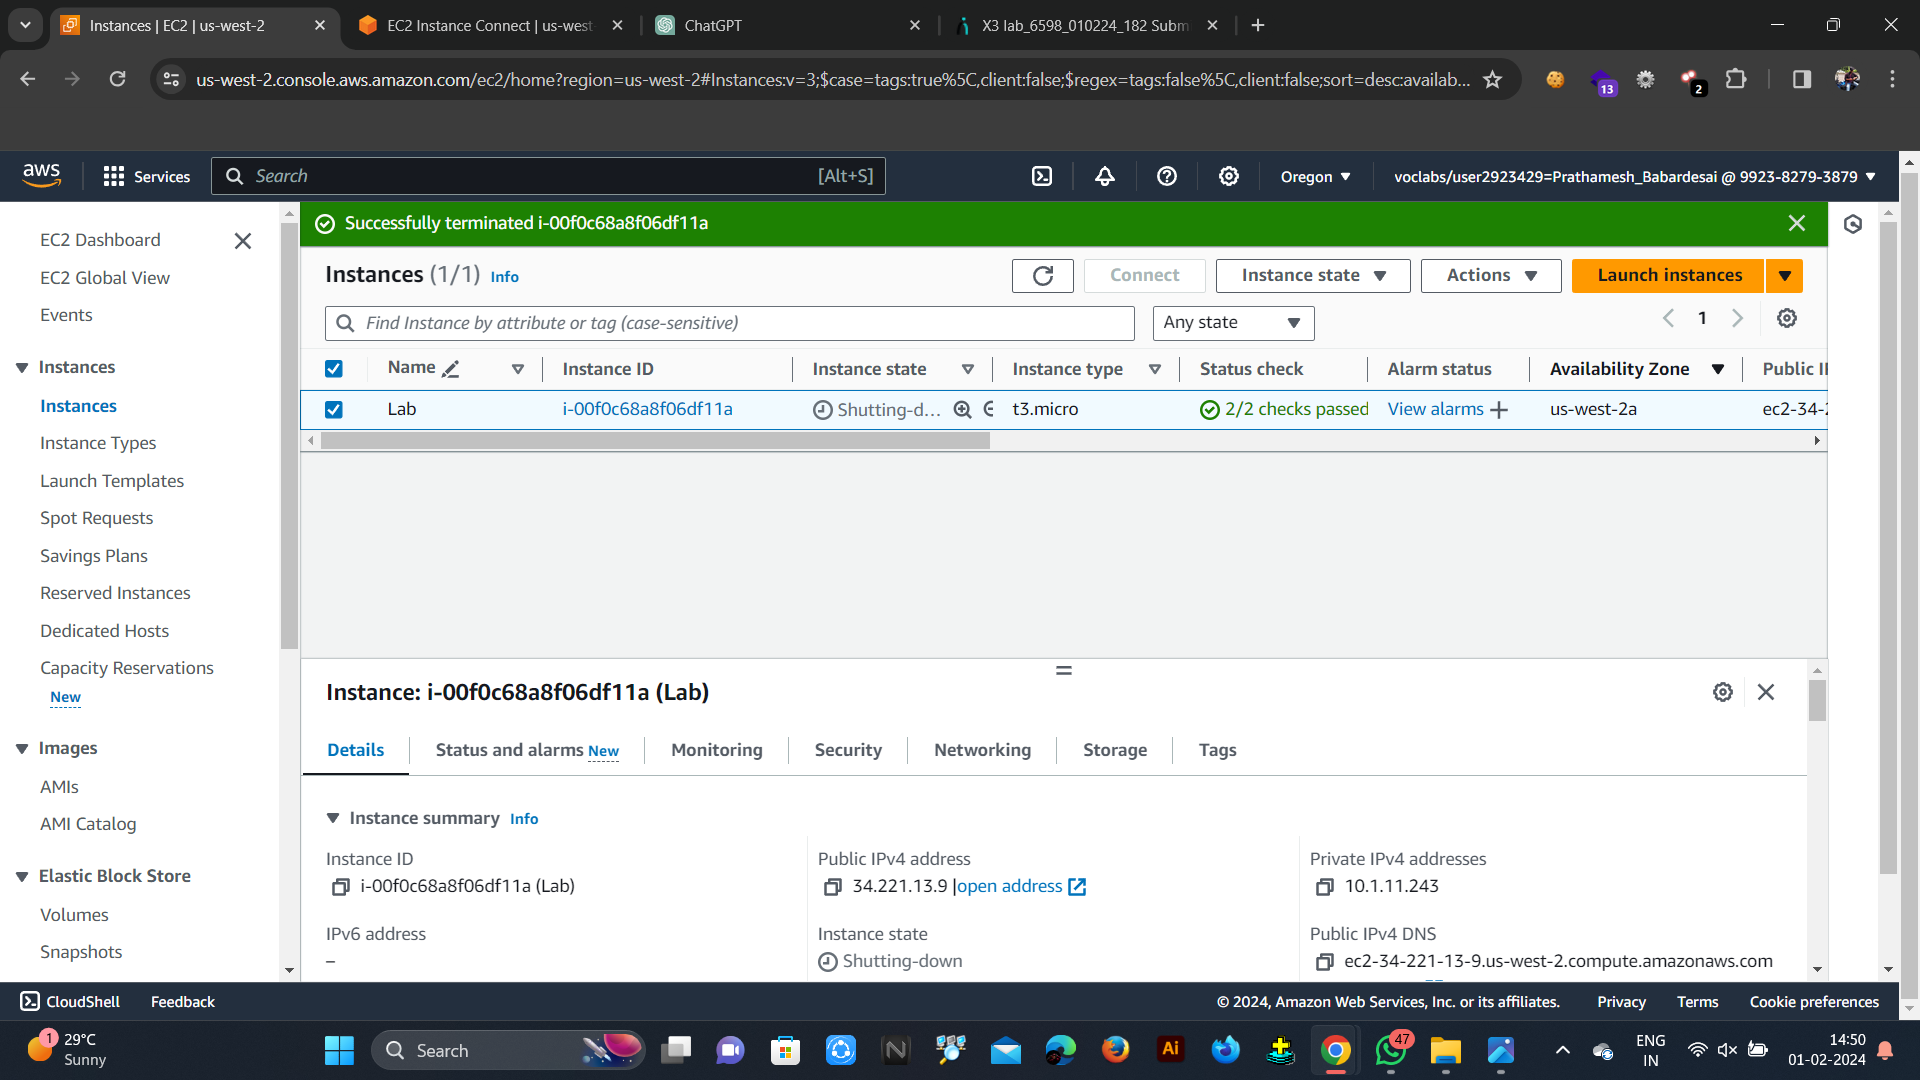 Instances | EC2 | us-west-2
EC2 Instance Connect | us-west-
ChatGPT
X3 lab_6598_010224_182 Subm
us-west-2.console.aws.amazon.com/ec2/home?region=us-west-2#Instances:v=3;$case=tags:true%5C,client:false;$regex=tags:false%5C,client:false;sort=desc:availab...
13
2
aws
Services
Search
[Alt+S]
Oregon
voclabs/user2923429=Prathamesh_Babardesai @ 9923-8279-3879
EC2 Dashboard
EC2 Global View
Events
Instances
Instances
Instance Types
Launch Templates
Spot Requests
Savings Plans
Reserved Instances
Dedicated Hosts
Capacity Reservations
New
Images
AMIs
AMI Catalog
Elastic Block Store
Volumes
Snapshots
Successfully terminated i-00f0c68a8f06df11a
Instances (1/1) Info
Connect
Instance state
Actions
Launch instances
Find Instance by attribute or tag (case-sensitive)
Any state
1
Name
Instance ID
Instance state
Instance type
Status check
Alarm status
Availability Zone
Public IP
Lab
i-00f0c68a8f06df11a
Shutting-d...
t3.micro
2/2 checks passed
View alarms
us-west-2a
ec2-34-2
Instance: i-00f0c68a8f06df11a (Lab)
Details
Status and alarms New
Monitoring
Security
Networking
Storage
Tags
Instance summary Info
Instance ID
i-00f0c68a8f06df11a (Lab)
Public IPv4 address
34.221.13.9 |open address
Private IPv4 addresses
10.1.11.243
IPv6 address
–
Instance state
Shutting-down
Public IPv4 DNS
ec2-34-221-13-9.us-west-2.compute.amazonaws.com
CloudShell
Feedback
© 2024, Amazon Web Services, Inc. or its affiliates.
Privacy
Terms
Cookie preferences
1
29°C
Sunny
Search
Ai
47
ENG
IN
14:50
01-02-2024